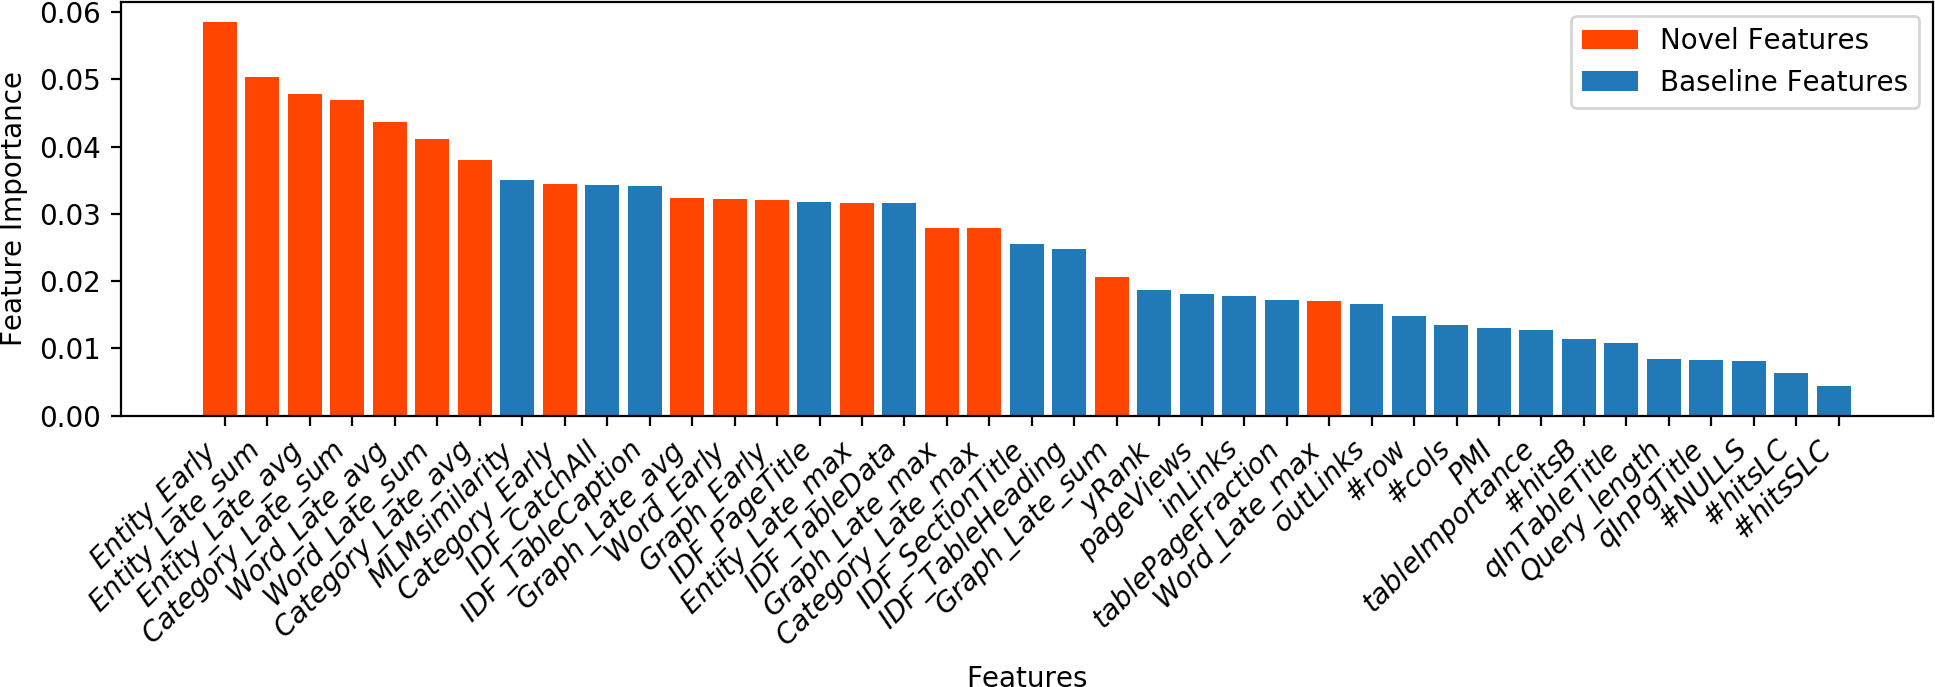 Feature Importance
0.06
0.05
0.04
0.03
0.02
0.01
0.00
Novel Features
Baseline Features
Entity_Early
Entity_Late_sum
Entity_Late_avg
Category_Late_sum
Word_Late_avg
Word_Late_sum
Category_Late_avg
MLMsimilarity
Category_Early
IDF_CatchAll
IDF_TableCaption
Graph_Late_avg
Word_Early
Graph_Early
IDF_PageTitle
Entity_Late_max
IDF_TableData
Graph_Late_max
Category_Late_max
IDF_SectionTitle
IDF_TableHeading
Graph_Late_sum
yRank
pageViews
inLinks
tablePageFraction
Word_Late_max
outLinks
#row
#cols
PMI
tableImportance
#hitsB
qInTableTitle
Query_length
qInPgTitle
#NULLS
#hitsLC
#hitsSLC
Features